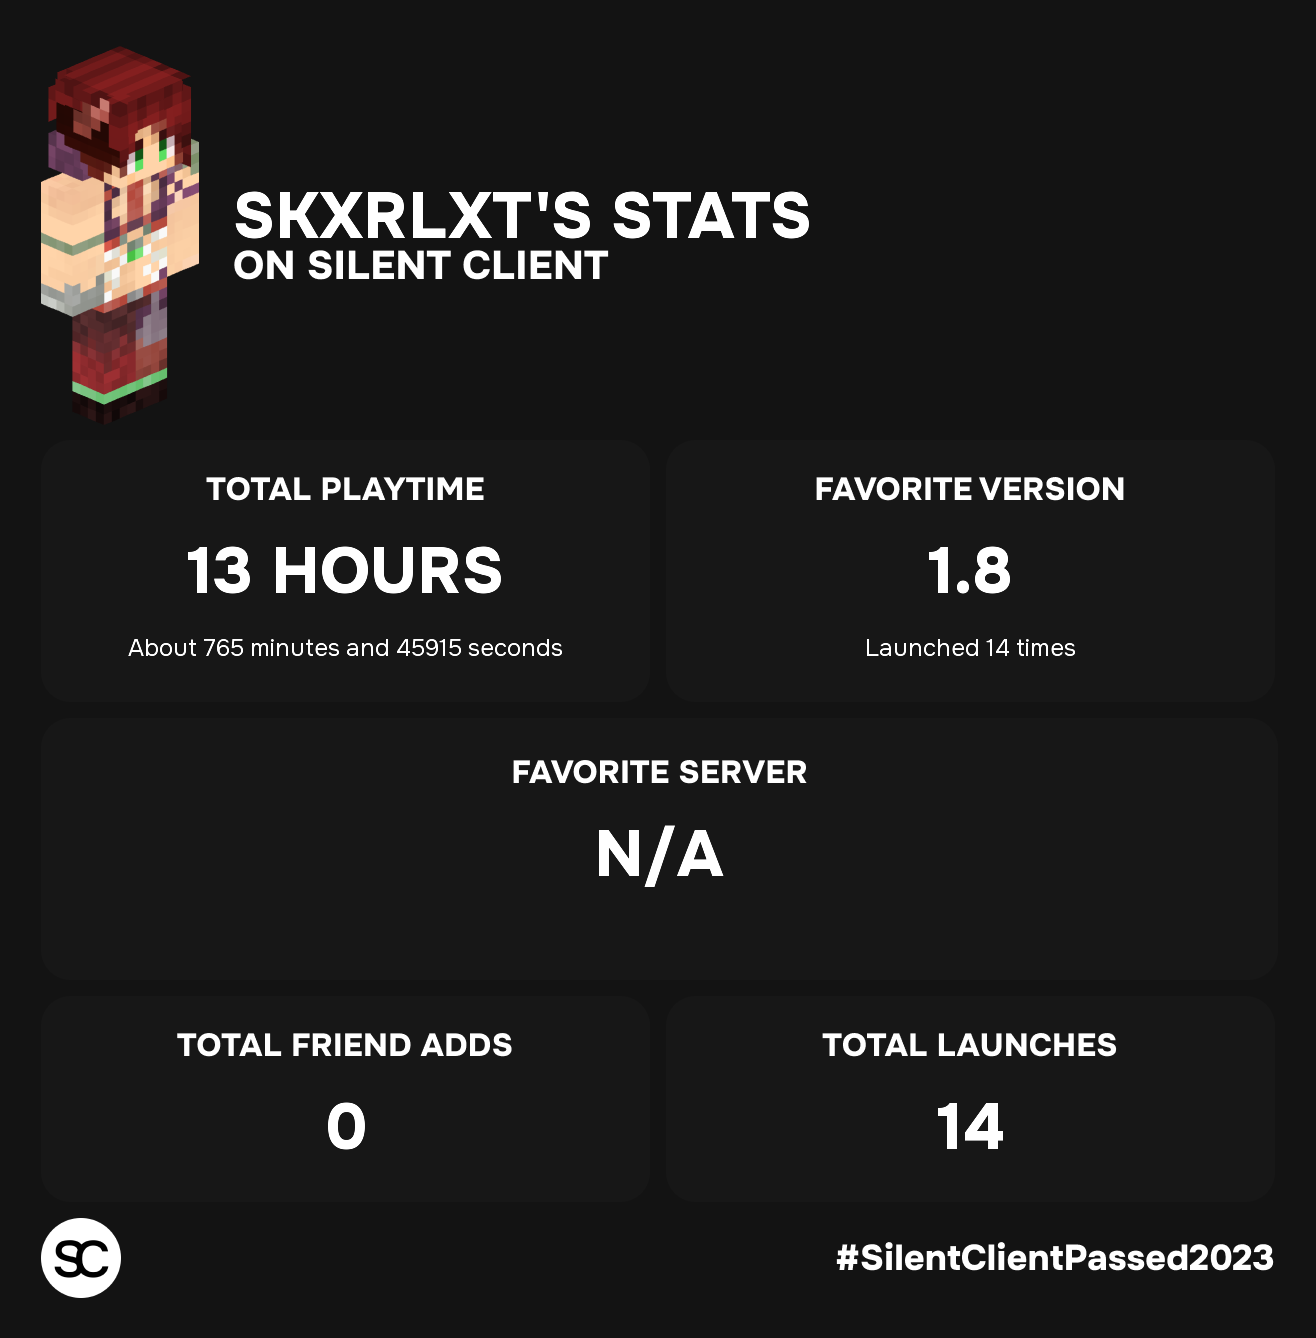 SKXRLXT'S STATS
ON SILENT CLIENT
TOTAL PLAYTIME
13 HOURS
About 765 minutes and 45915 seconds
FAVORITE VERSION
1.8
Launched 14 times
FAVORITE SERVER
N/A
TOTAL FRIEND ADDS
0
TOTAL LAUNCHES
14
SC
#SilentClientPassed2023